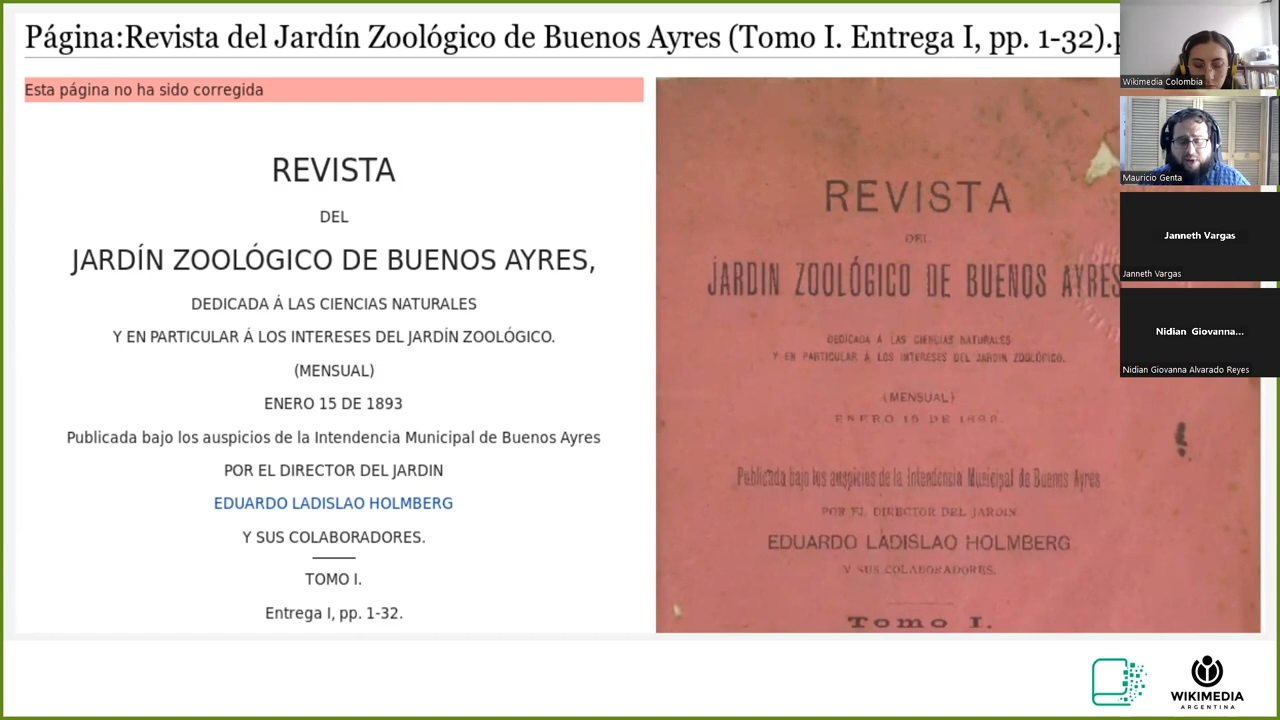 Página:Revista del Jardín Zoológico de Buenos Ayres (Tomo I. Entrega I, pp. 1-32).p
Esta página no ha sido corregida
REVISTA
DEL
JARDÍN ZOOLÓGICO DE BUENOS AYRES,
DEDICADA Á LAS CIENCIAS NATURALES
Y EN PARTICULAR Á LOS INTERESES DEL JARDÍN ZOOLÓGICO.
(MENSUAL)
ENERO 15 DE 1893
Publicada bajo los auspicios de la Intendencia Municipal de Buenos Ayres
POR EL DIRECTOR DEL JARDIN
EDUARDO LADISLAO HOLMBERG
Y SUS COLABORADORES.
TOMO I.
Entrega I, pp. 1-32.
REVISTA
DEL
JARDIN ZOOLÓGICO DE BUENOS AYRES
DEDICADA Á LAS CIENCIAS NATURALES
Y EN PARTICULAR Á LOS INTERESES DEL JARDIN ZOOLÓGICO.
(MENSUAL)
ENERO 15 DE
Publicada bajo los auspicios de la Intendencia Municipal de Buenos Ayres
POR EL DIRECTOR DEL JARDIN
EDUARDO LADISLAO HOLMBERG
Y SUS COLABORADORES.
Tomo I.
Wikimedia Colombia
Mauricio Genta
Janneth Vargas
Janneth Vargas
Nidian Giovanna...
Nidian Giovanna Alvarado Reyes
WIKIMEDIA
ARGENTINA